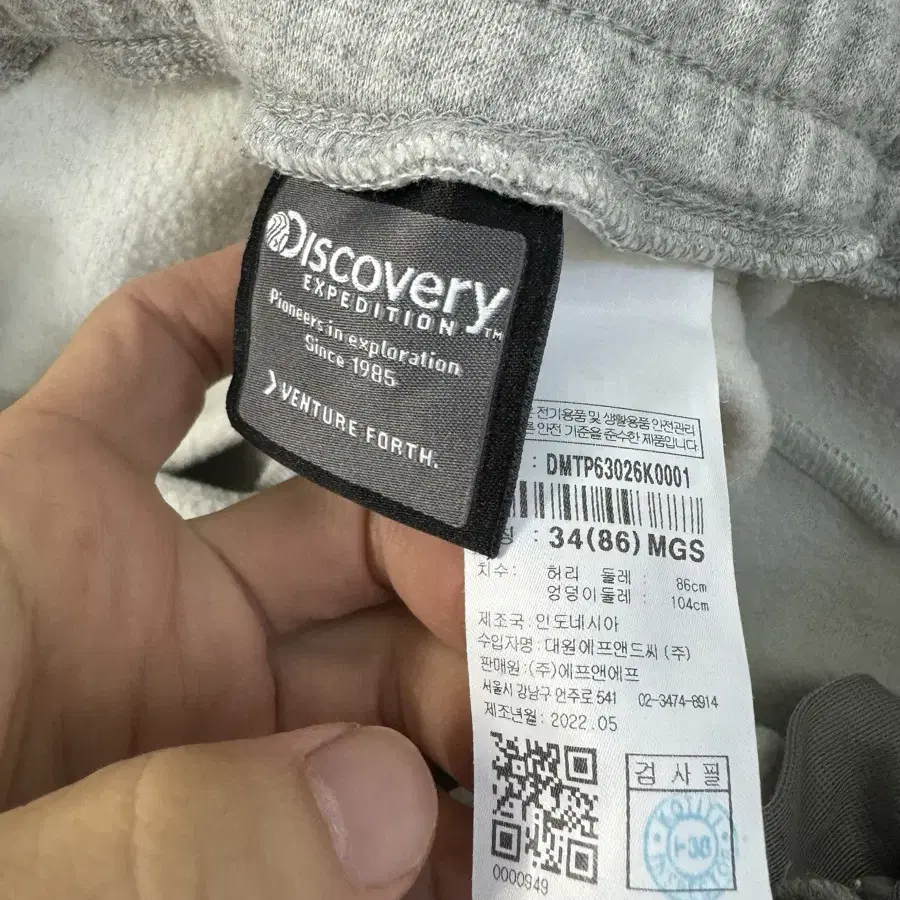 DISCOVERY
EXPEDITION™
Pioneers in exploration
Since 1985
VENTURE FORTH.
전기용품 및 생활용품 안전관리
안전 기준을 준수한 제품입니다.
: DMTP63026K0001
: 34(86) MGS
치수: 허리 둘레 : 86cm
엉덩이둘레 : 104cm
제조국: 인도네시아
수입자명: 대원에프앤드씨 (주)
판매원: (주)에프앤에프
서울시 강남구 언주로 541 02-3474-8914
제조년월: 2022.05
검사필
0000949